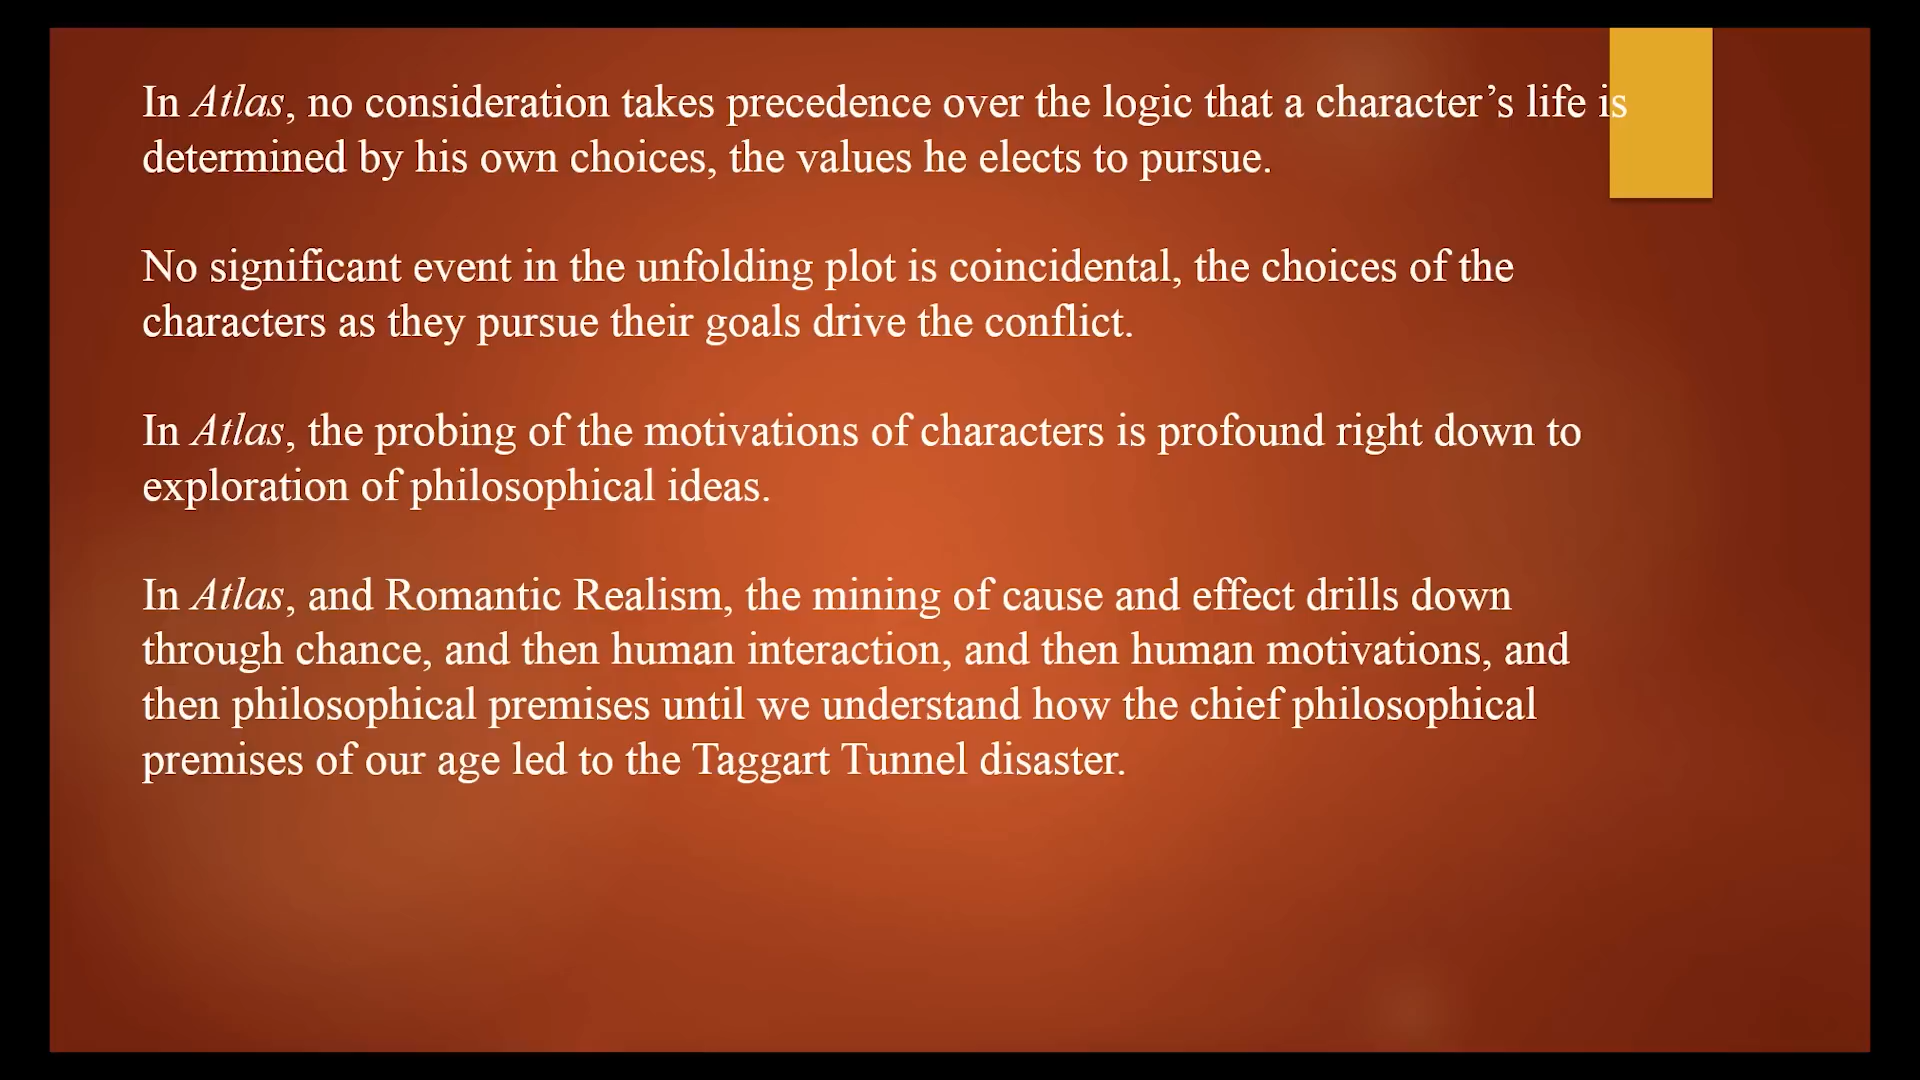 In Atlas, no consideration takes precedence over the logic that a character’s life is
determined by his own choices, the values he elects to pursue.
No significant event in the unfolding plot is coincidental, the choices of the
characters as they pursue their goals drive the conflict.
In Atlas, the probing of the motivations of characters is profound right down to
exploration of philosophical ideas.
In Atlas, and Romantic Realism, the mining of cause and effect drills down
through chance, and then human interaction, and then human motivations, and
then philosophical premises until we understand how the chief philosophical
premises of our age led to the Taggart Tunnel disaster.